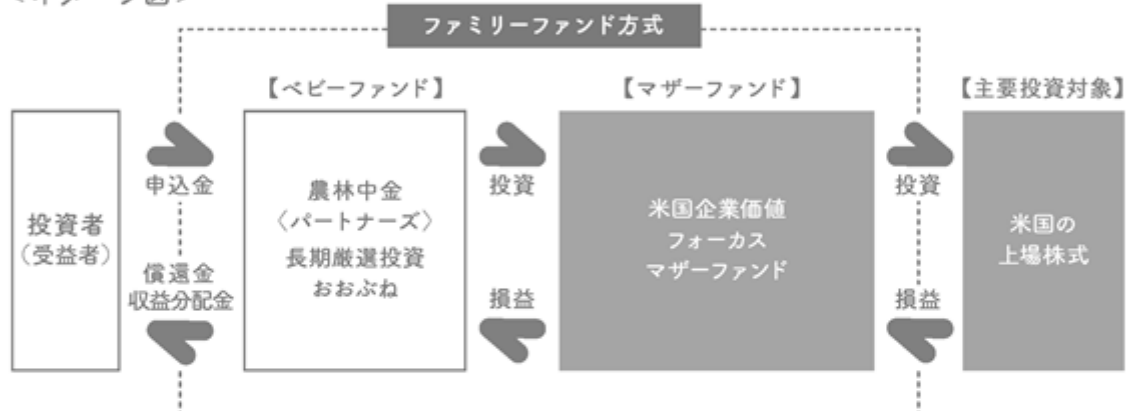 ファミリーファンド方式
【ベビーファンド】
【マザーファンド】
【主要投資対象】
投資者
（受益者）
申込金
償還金
収益分配金
農林中金
〈パートナーズ〉
長期厳選投資
おおぶね
投資
損益
米国企業価値
フォーカス
マザーファンド
投資
損益
米国の
上場株式